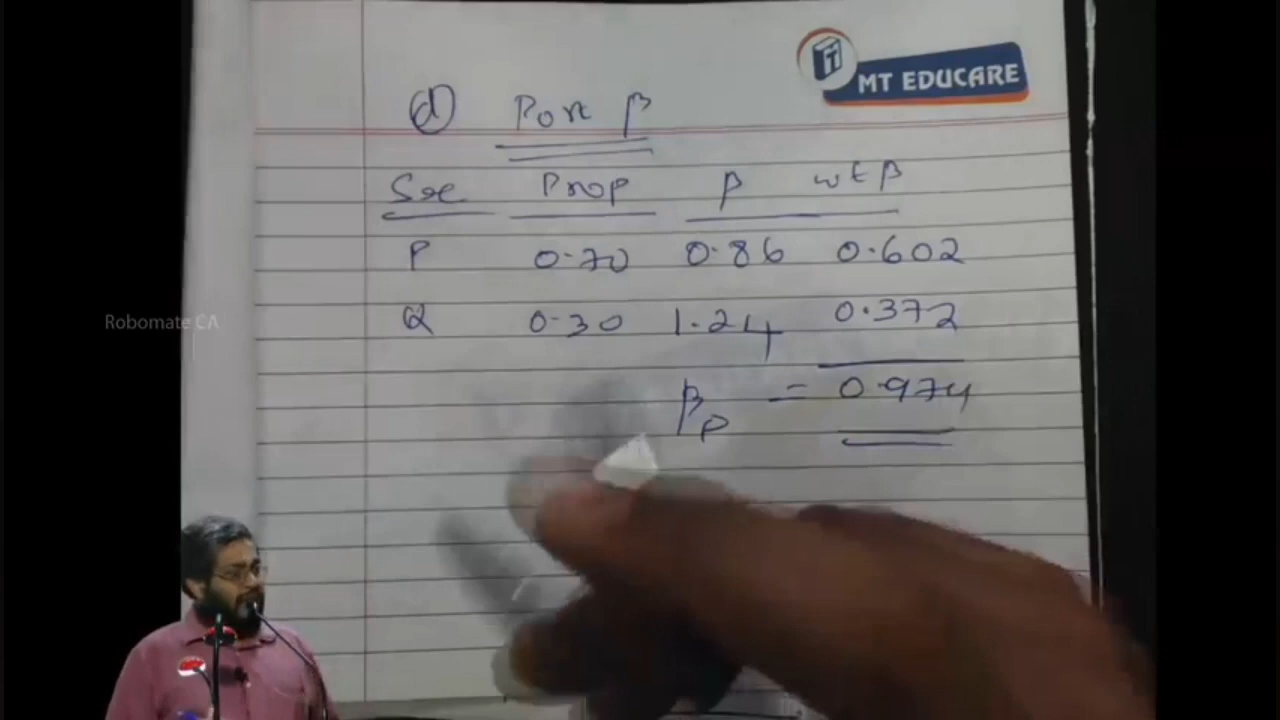 MT EDUCARE
d Port β
Sec Prop β wt β
P 0.70 0.86 0.602
Q 0.30 1.24 0.372
βp = 0.974
Robomate CA